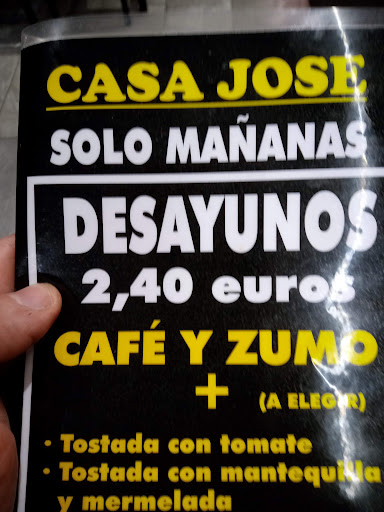 CASA JOSE
SOLO MAÑANAS
DESAYUNOS
2,40 euros
CAFÉ Y ZUMO
+ (A ELEGIR)
· Tostada con tomate
· Tostada con mantequilla
y mermelada